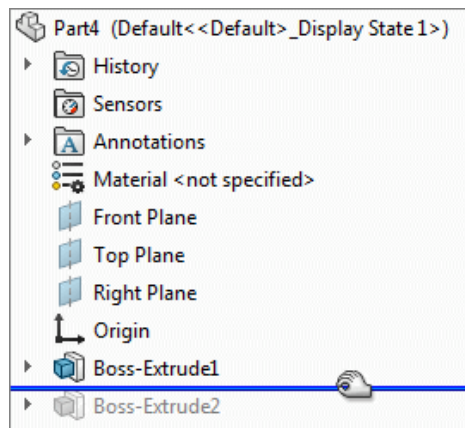 Part4 (Default<<Default>_Display State 1>)
History
Sensors
Annotations
Material <not specified>
Front Plane
Top Plane
Right Plane
Origin
Boss-Extrude1
Boss-Extrude2